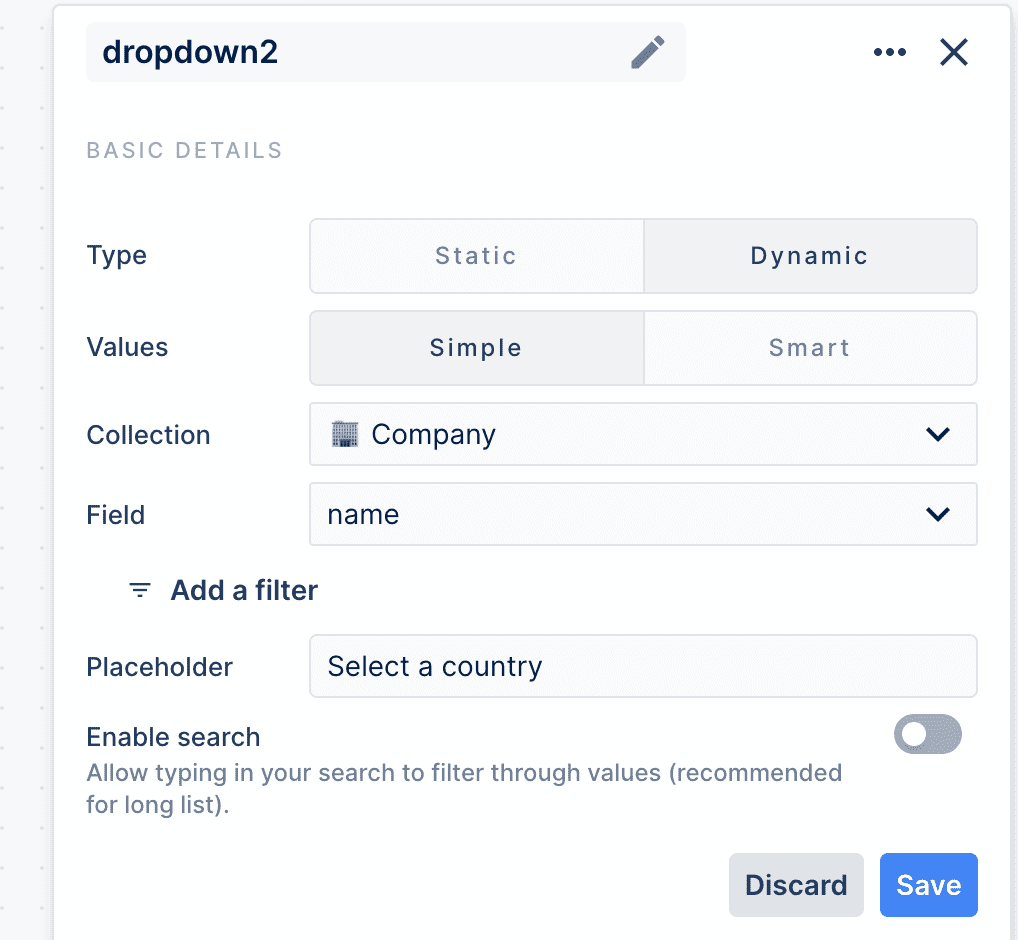 dropdown2
BASIC DETAILS
Type
Static
Dynamic
Values
Simple
Smart
Collection
Company
Field
name
Add a filter
Placeholder
Select a country
Enable search
Allow typing in your search to filter through values (recommended
for long list).
Discard
Save